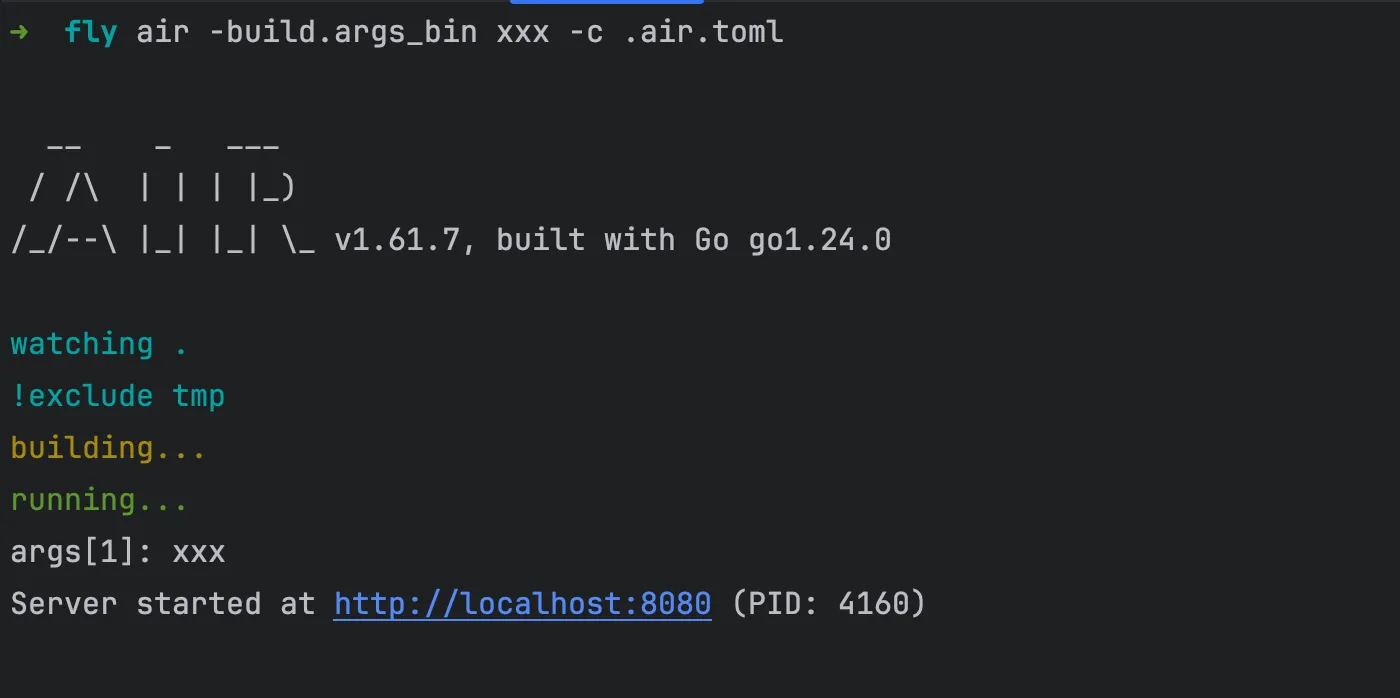 ➜  fly air -build.args_bin xxx -c .air.toml
  __    _   ___
 / /\  | | | |_)
/_/--\ |_| |_| \_ v1.61.7, built with Go go1.24.0
watching .
!exclude tmp
building...
running...
args[1]: xxx
Server started at http://localhost:8080 (PID: 4160)